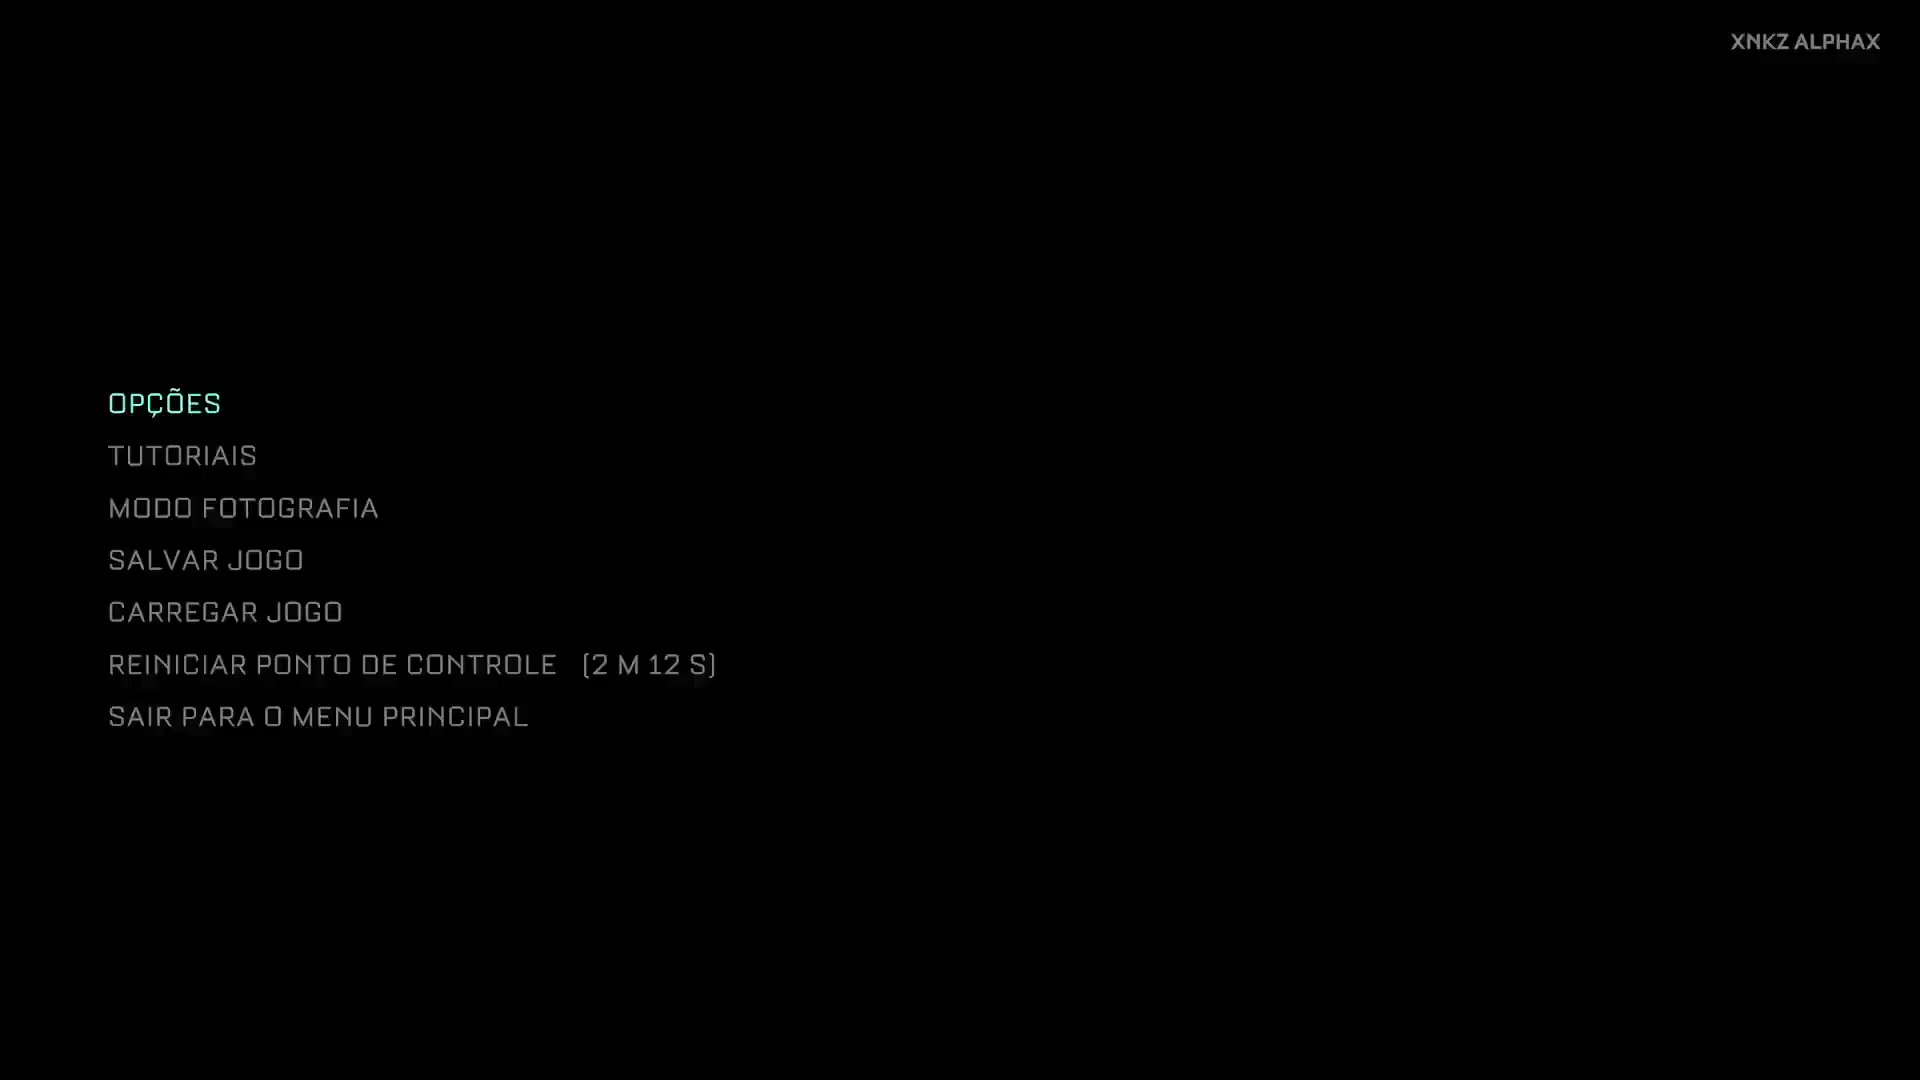 XNKZ ALPHAX
OPÇÕES
TUTORIAIS
MODO FOTOGRAFIA
SALVAR JOGO
CARREGAR JOGO
REINICIAR PONTO DE CONTROLE (2 M 12 S)
SAIR PARA O MENU PRINCIPAL